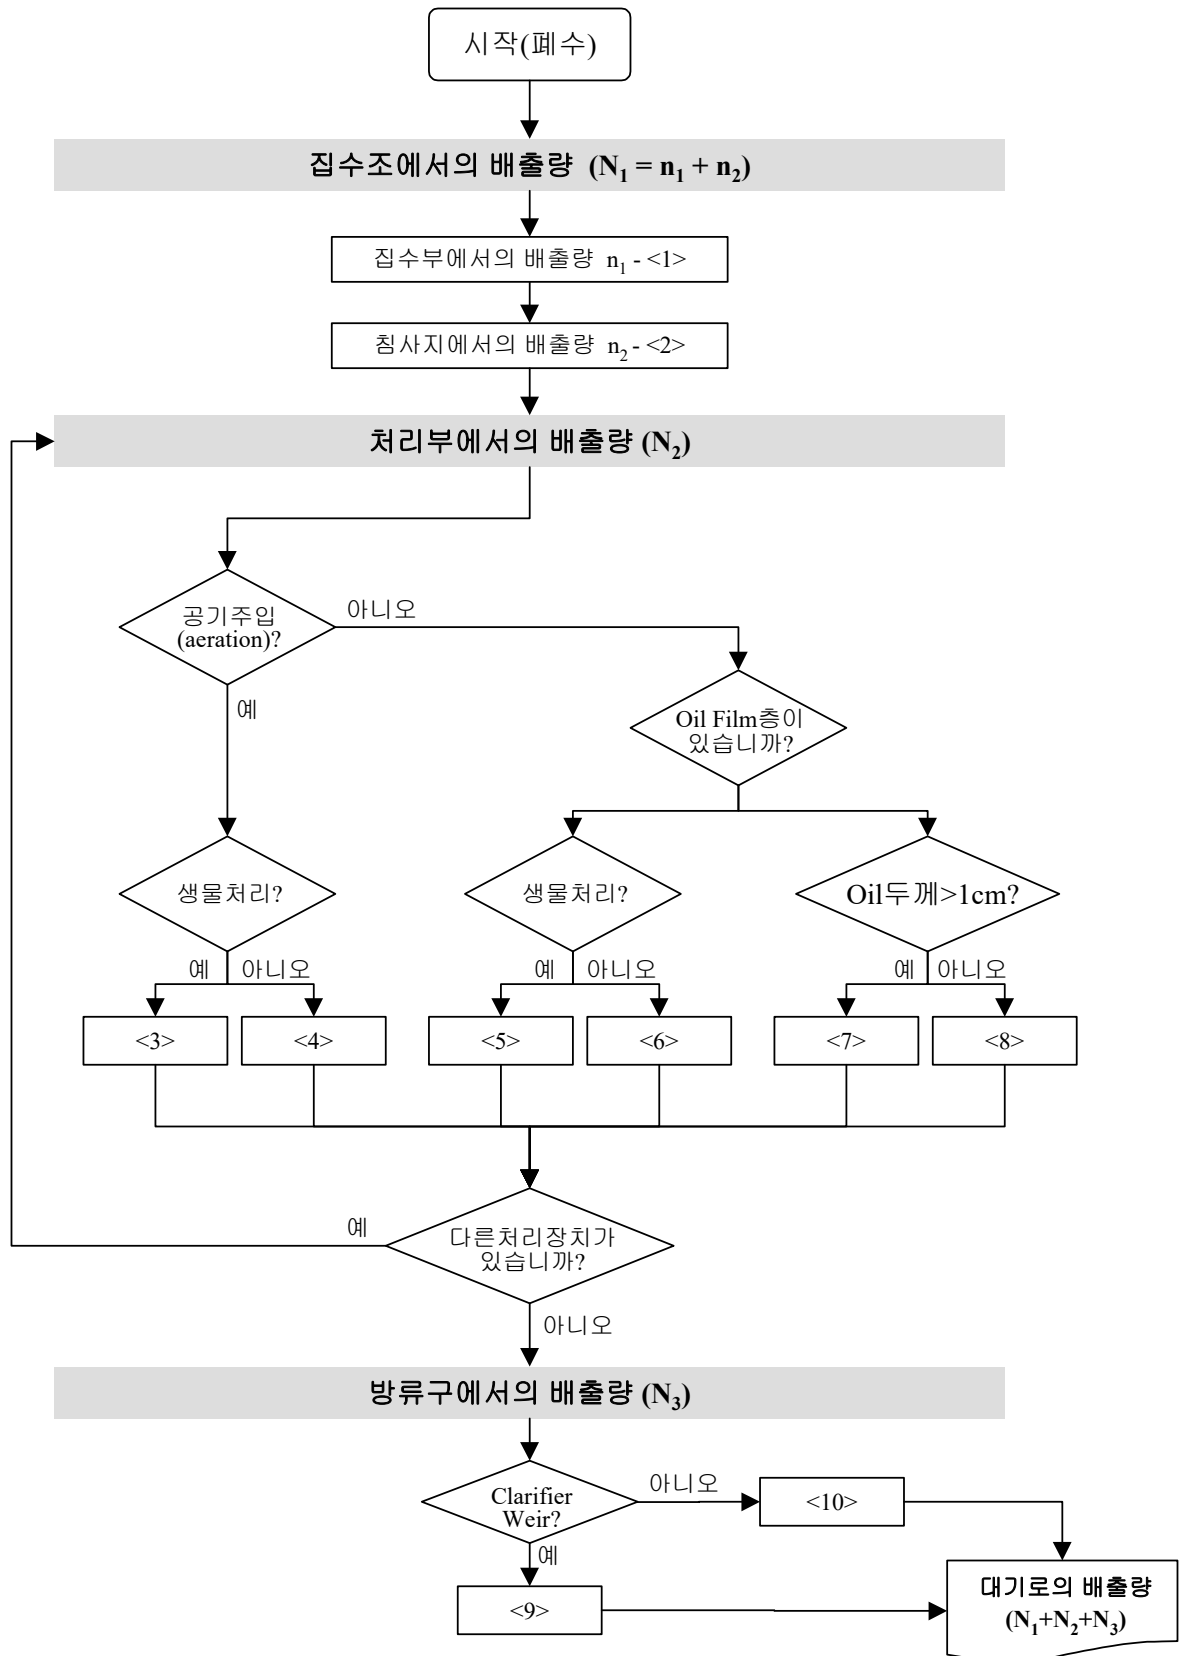 시작(폐수)
집수조에서의 배출량 (N₁ = n₁ + n₂)
집수부에서의 배출량 n₁ - <1>
침사지에서의 배출량 n₂ - <2>
처리부에서의 배출량 (N₂)
공기주입
(aeration)?
아니오
예
Oil Film층이
있습니까?
생물처리?
생물처리?
Oil두께>1cm?
예 아니오
예 아니오
예 아니오
<3>
<4>
<5>
<6>
<7>
<8>
예
다른처리장치가
있습니까?
아니오
방류구에서의 배출량 (N₃)
Clarifier
Weir?
아니오
<10>
예
<9>
대기로의 배출량
(N₁+N₂+N₃)